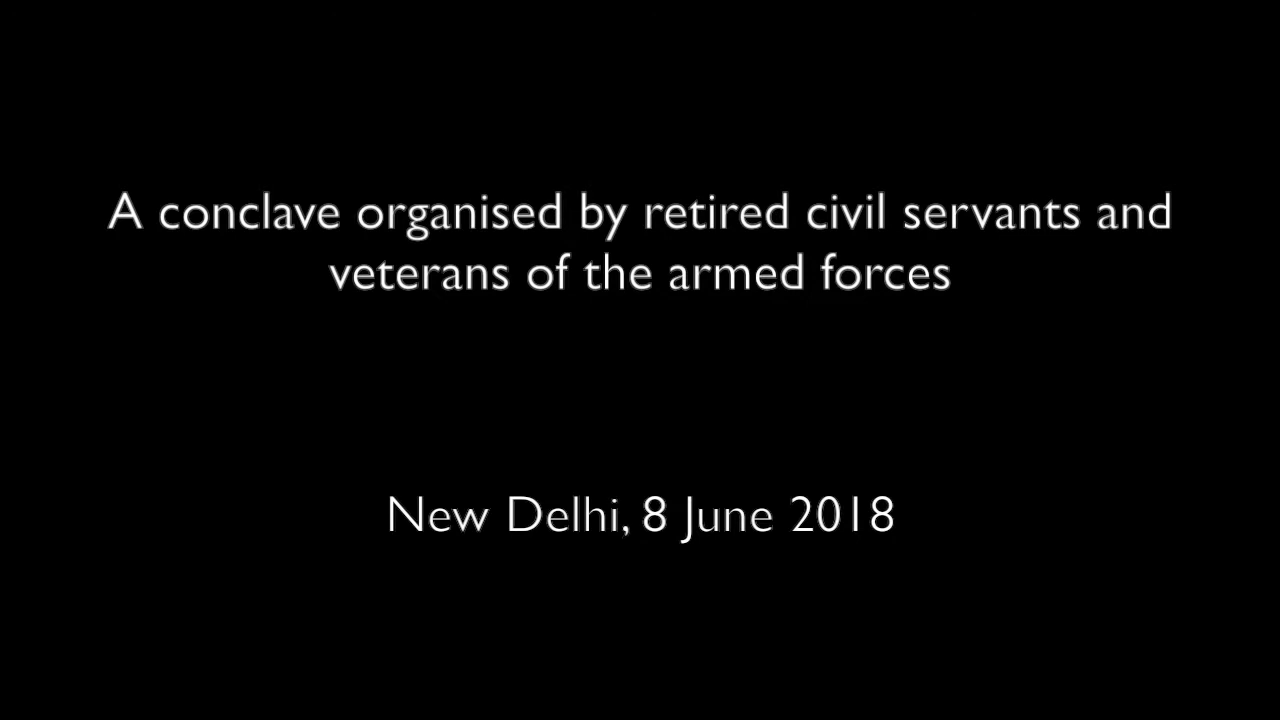 A conclave organised by retired civil servants and
veterans of the armed forces
New Delhi, 8 June 2018